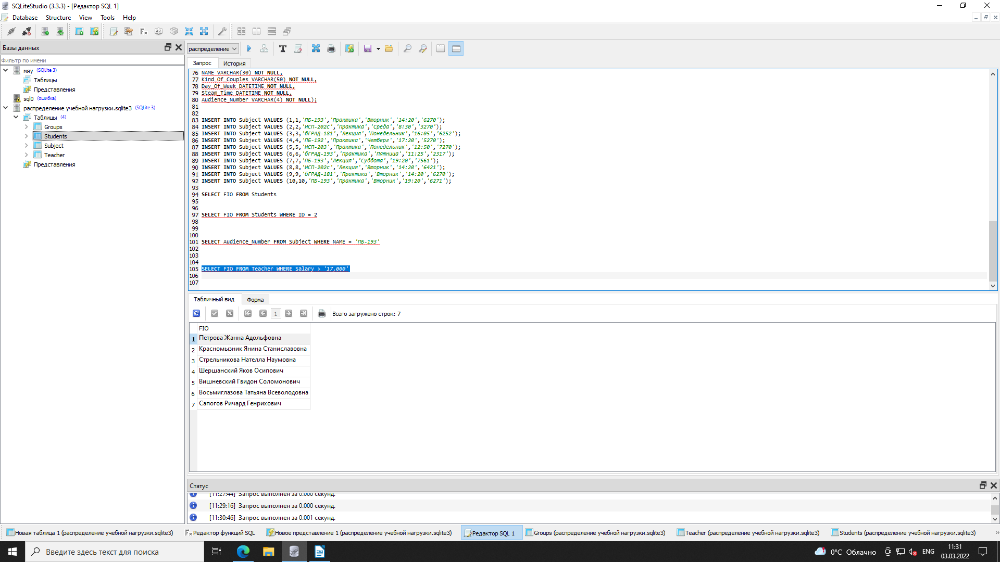 SQLiteStudio (3.3.3) - [Редактор SQL 1]
Database Structure View Tools Help
Базы данных
Фильтр по имени
мяу (SQLite 3)
Таблицы
Представления
sql0 (ошибка)
распределение учебной нагрузки.sqlite3 (SQLite 3)
Таблицы (4)
Groups
Students
Subject
Teacher
Представления
распределение
Запрос История
76 NAME VARCHAR(30) NOT NULL,
77 Kind_Of_Couples VARCHAR(50) NOT NULL,
78 Day_Of_Week DATETIME NOT NULL,
79 Steam_Time DATETIME NOT NULL,
80 Audience_Number VARCHAR(4) NOT NULL);
81
82
83 INSERT INTO Subject VALUES (1,1,'ПБ-193','Практика','Вторник','14:20','6270');
84 INSERT INTO Subject VALUES (2,2,'ИСП-202с','Практика','Среда','8:30','3270');
85 INSERT INTO Subject VALUES (3,3,'бГРАД-181','Лекция','Понедельник','16:05','6252');
86 INSERT INTO Subject VALUES (4,4,'ПБ-192','Практика','Четверг','17:20','5270');
87 INSERT INTO Subject VALUES (5,5,'ИСП-203','Практика','Понедельник','12:50','7270');
88 INSERT INTO Subject VALUES (6,6,'бГРАД-193','Практика','Пятница','11:25','2317');
89 INSERT INTO Subject VALUES (7,7,'ПБ-193','Лекция','Суббота','19:20','7561');
90 INSERT INTO Subject VALUES (8,8,'ИСП-202с','Лекция','Вторник','14:20','6421');
91 INSERT INTO Subject VALUES (9,9,'бГРАД-181','Практика','Вторник','14:20','6270');
92 INSERT INTO Subject VALUES (10,10,'ПБ-193','Практика','Вторник','19:20','6271');
93
94 SELECT FIO FROM Students
95
96
97 SELECT FIO FROM Students WHERE ID = 2
98
99
100
101 SELECT Audience_Number FROM Subject WHERE NAME = 'ПБ-193'
102
103
104
105 SELECT FIO FROM Teacher WHERE Salary > '17,000'
106
107
Табличный вид Форма
1 Всего загружено строк: 7
FIO
1 Петрова Жанна Адольфовна
2 Красномызник Янина Станиславовна
3 Стрельникова Нателла Наумовна
4 Шершанский Яков Осипович
5 Вишневский Гвидон Соломонович
6 Восьмиглазова Татьяна Всеволодовна
7 Сапогов Ричард Генрихович
Статус
[11:27:44] Запрос выполнен за 0.000 секунд.
[11:29:16] Запрос выполнен за 0.000 секунд.
[11:30:46] Запрос выполнен за 0.001 секунд.
Новая таблица 1 (распределение учебной нагрузки.sqlite3) Редактор функций SQL Новое представление 1 (распределение учебной нагрузки.sqlite3) Редактор SQL 1 Groups (распределение учебной нагрузки.sqlite3) Teacher (распределение учебной нагрузки.sqlite3) Students (распределение учебной нагрузки.sqlite3)
Введите здесь текст для поиска
0°C Облачно ENG
11:31
03.03.2022